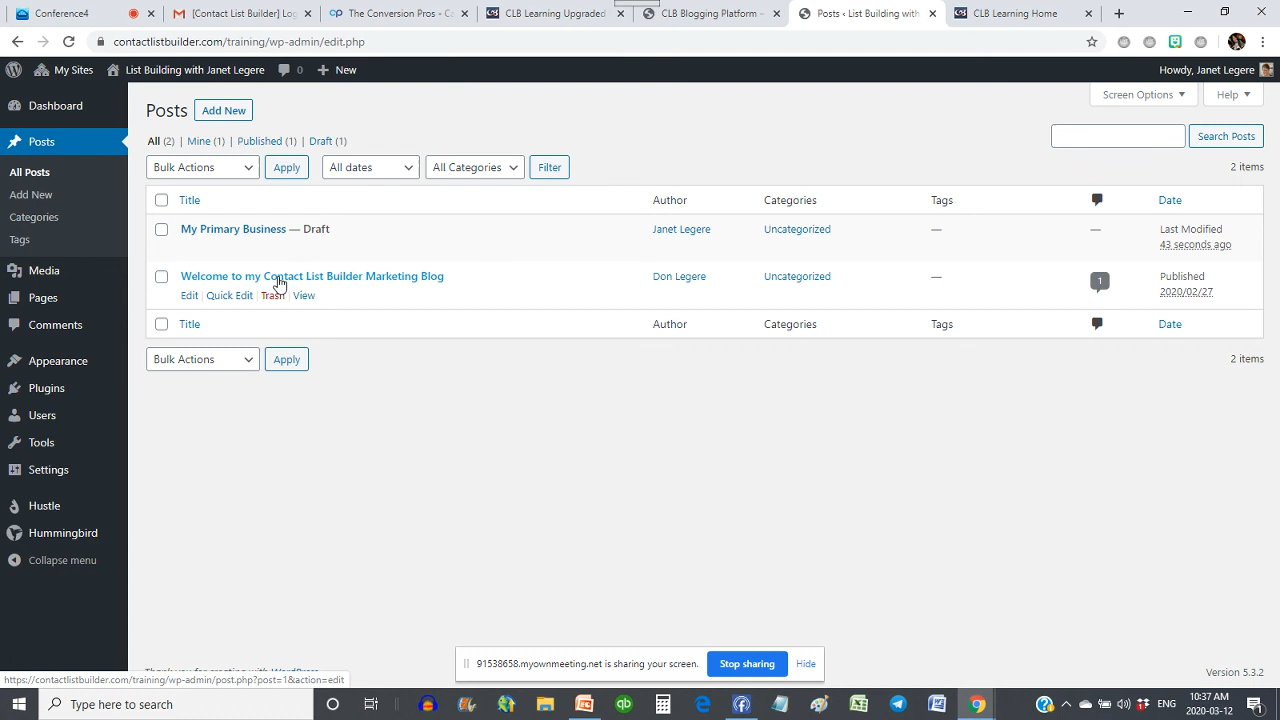 Conference4
[Contact List Builder] Lo
The Conversion Pros - C
CLB Learning Upgraded
CLB Blogging Platform –
Posts ‹ List Building with
CLB Learning Home
contactlistbuilder.com/training/wp-admin/edit.php
My Sites
List Building with Janet Legere
0
New
Howdy, Janet Legere
Dashboard
Posts
All Posts
Add New
Categories
Tags
Media
Pages
Comments
Appearance
Plugins
Users
Tools
Settings
Hustle
Hummingbird
Collapse menu
Posts
Add New
Screen Options
Help
All (2) | Mine (1) | Published (1) | Draft (1)
Search Posts
Bulk Actions
Apply
All dates
All Categories
Filter
2 items
Title
Author
Categories
Tags
Date
My Primary Business — Draft
Janet Legere
Uncategorized
—
—
Last Modified
43 seconds ago
Welcome to my Contact List Builder Marketing Blog
Edit | Quick Edit | Trash | View
Don Legere
Uncategorized
—
1
Published
2020/02/27
Title
Author
Categories
Tags
Date
Bulk Actions
Apply
2 items
91538658.myownmeeting.net is sharing your screen.
Stop sharing
Hide
Thank you for creating with WordPress
Version 5.3.2
https://contactlistbuilder.com/training/wp-admin/post.php?post=1&action=edit
Type here to search
ENG
10:37 AM
2020-03-12